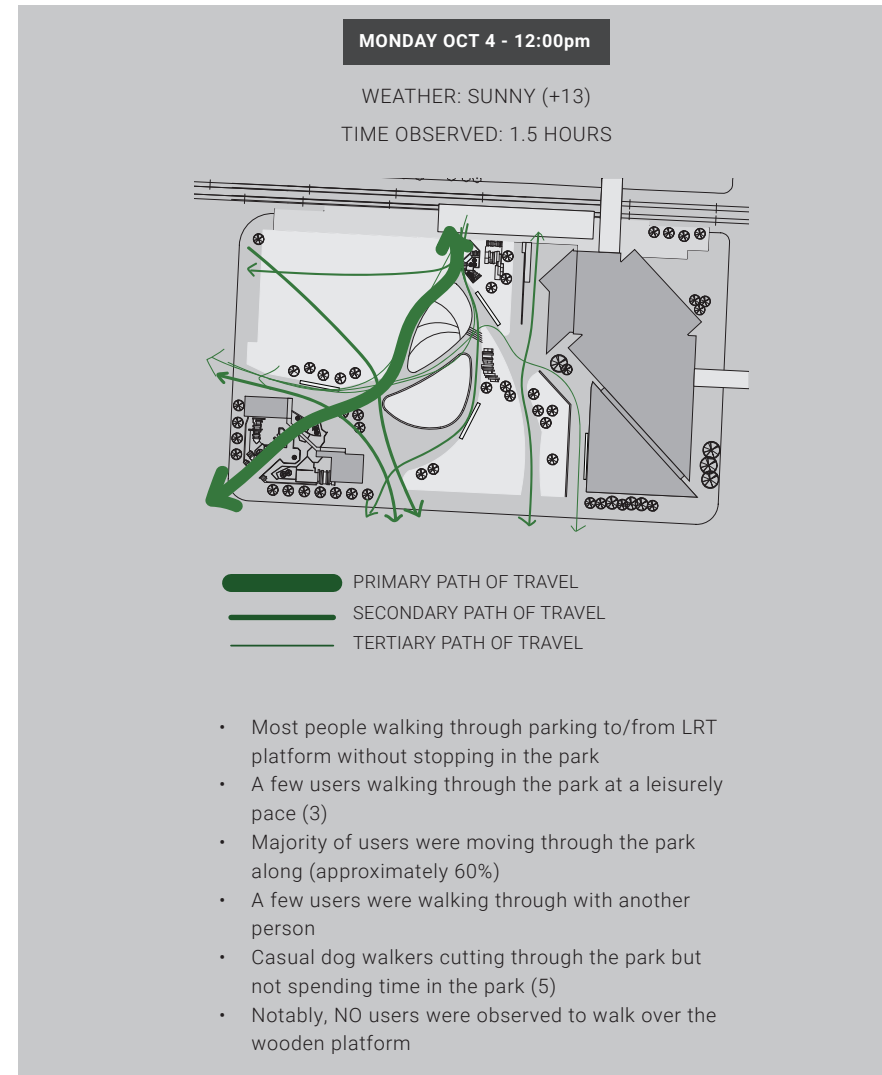 MONDAY OCT 4 - 12:00pm
WEATHER: SUNNY (+13)
TIME OBSERVED: 1.5 HOURS
PRIMARY PATH OF TRAVEL
SECONDARY PATH OF TRAVEL
TERTIARY PATH OF TRAVEL
• Most people walking through parking to/from LRT
platform without stopping in the park
• A few users walking through the park at a leisurely
pace (3)
• Majority of users were moving through the park
along (approximately 60%)
• A few users were walking through with another
person
• Casual dog walkers cutting through the park but
not spending time in the park (5)
• Notably, NO users were observed to walk over the
wooden platform